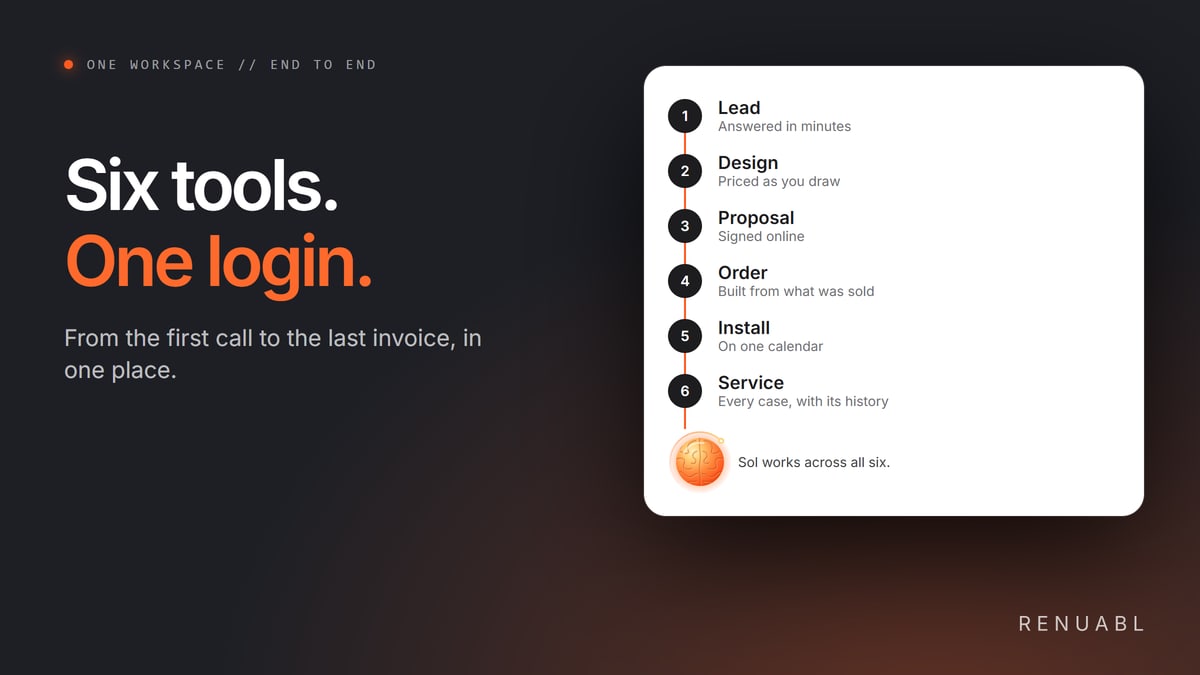 ONE WORKSPACE // END TO END
Six tools.
One login.
From the first call to the last invoice, in
one place.
1 Lead
Answered in minutes
2 Design
Priced as you draw
3 Proposal
Signed online
4 Order
Built from what was sold
5 Install
On one calendar
6 Service
Every case, with its history
Sol works across all six.
RENUABL